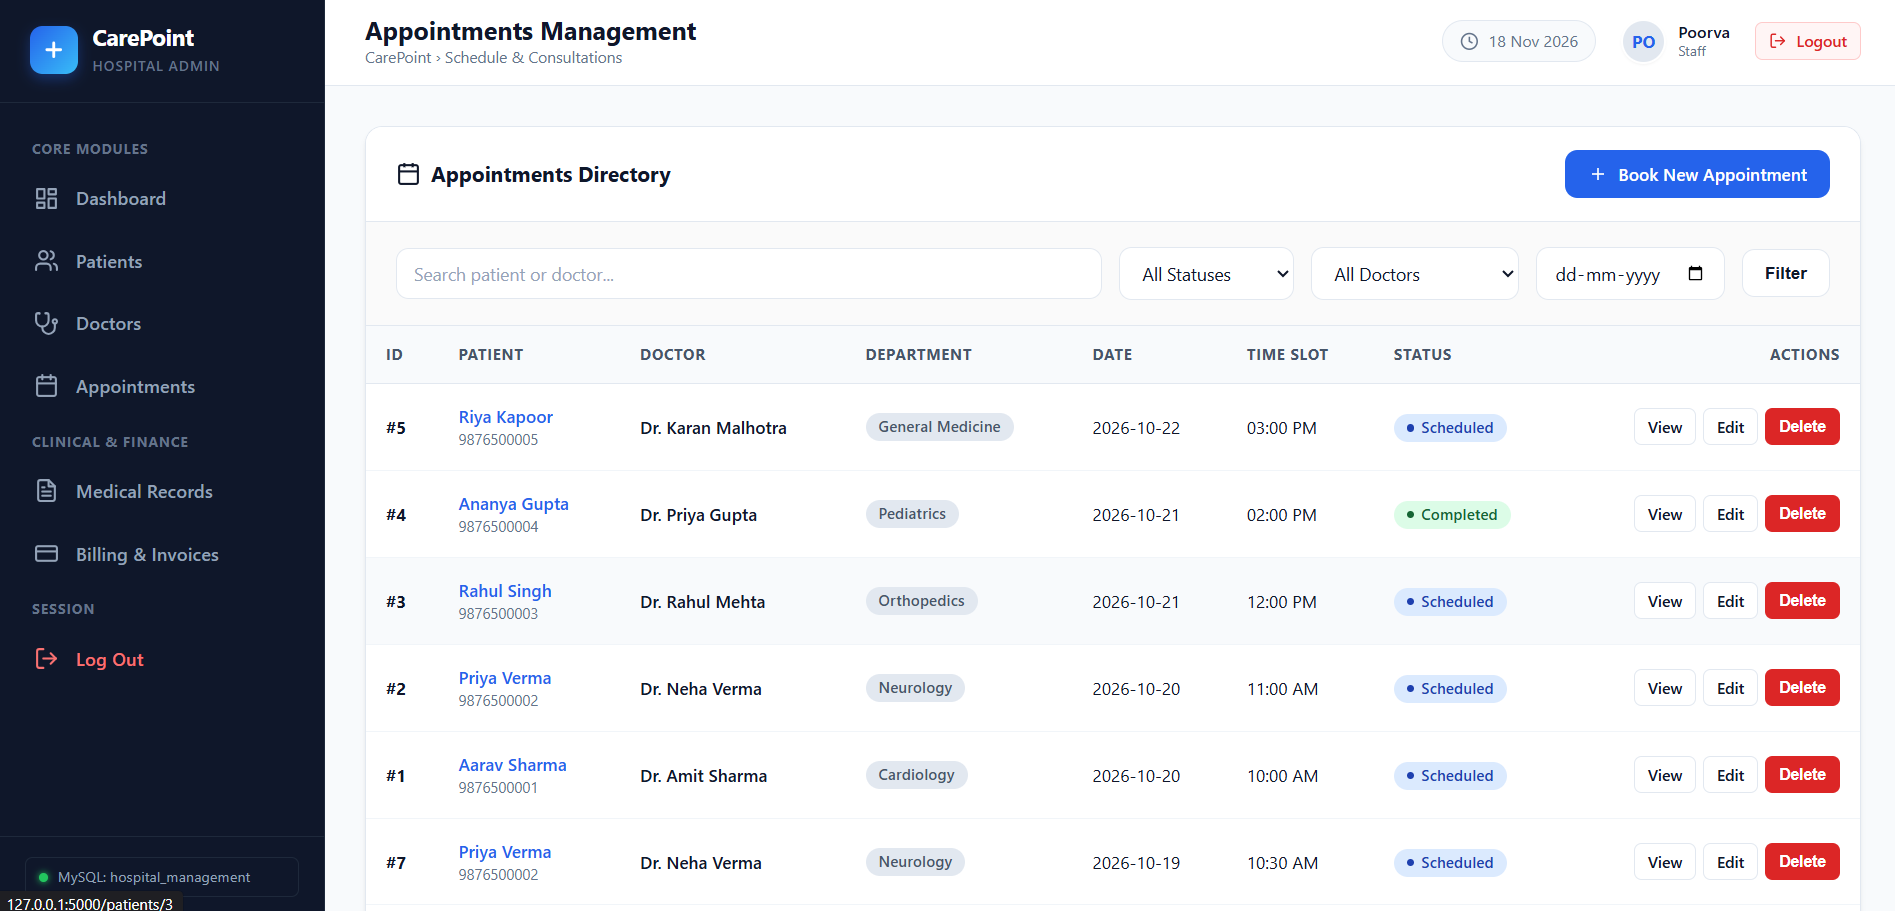 CarePoint
HOSPITAL ADMIN
CORE MODULES
Dashboard
Patients
Doctors
Appointments
CLINICAL & FINANCE
Medical Records
Billing & Invoices
SESSION
Log Out
MySQL: hospital_management
127.0.0.1:5000/patients/3
Appointments Management
CarePoint › Schedule & Consultations
18 Nov 2026
PO
Poorva
Staff
Logout
Appointments Directory
Book New Appointment
Search patient or doctor...
All Statuses
All Doctors
dd-mm-yyyy
Filter
ID PATIENT DOCTOR DEPARTMENT DATE TIME SLOT STATUS ACTIONS
#5 Riya Kapoor Dr. Karan Malhotra General Medicine 2026-10-22 03:00 PM Scheduled View Edit Delete
9876500005
#4 Ananya Gupta Dr. Priya Gupta Pediatrics 2026-10-21 02:00 PM Completed View Edit Delete
9876500004
#3 Rahul Singh Dr. Rahul Mehta Orthopedics 2026-10-21 12:00 PM Scheduled View Edit Delete
9876500003
#2 Priya Verma Dr. Neha Verma Neurology 2026-10-20 11:00 AM Scheduled View Edit Delete
9876500002
#1 Aarav Sharma Dr. Amit Sharma Cardiology 2026-10-20 10:00 AM Scheduled View Edit Delete
9876500001
#7 Priya Verma Dr. Neha Verma Neurology 2026-10-19 10:30 AM Scheduled View Edit Delete
9876500002